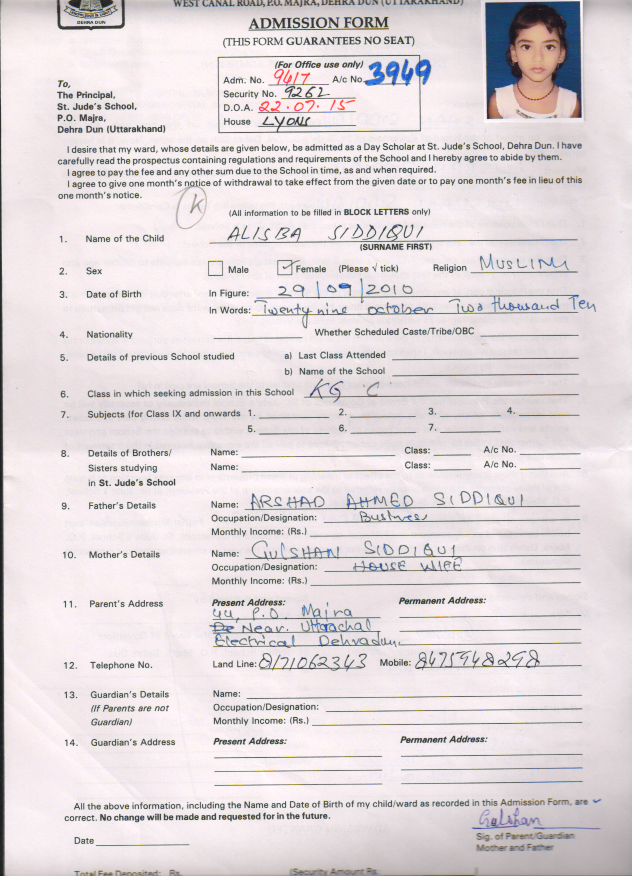 WEST CANAL ROAD, P.O. MAJRA, DEHRA DUN (UTTARAKHAND)
DEHRA DUN
ADMISSION FORM
(THIS FORM GUARANTEES NO SEAT)
(For Office use only)
Adm. No. 9417 A/c No. 3949
Security No. 9262
D.O.A. 22.07.15
House LYONS
To,
The Principal,
St. Jude's School,
P.O. Majra,
Dehra Dun (Uttarakhand)
I desire that my ward, whose details are given below, be admitted as a Day Scholar at St. Jude's School, Dehra Dun. I have
carefully read the prospectus containing regulations and requirements of the School and I hereby agree to abide by them.
I agree to pay the fee and any other sum due to the School in time, as and when required.
I agree to give one month's notice of withdrawal to take effect from the given date or to pay one month's fee in lieu of this
one month's notice.
K
(All information to be filled in BLOCK LETTERS only)
1. Name of the Child ALISBA SIDDIQUI
(SURNAME FIRST)
2. Sex Male ✓ Female (Please √ tick) Religion MUSLIM
3. Date of Birth In Figure: 29/09/2010
In Words: Twenty nine october Two thousand Ten
4. Nationality Whether Scheduled Caste/Tribe/OBC
5. Details of previous School studied a) Last Class Attended
b) Name of the School
6. Class in which seeking admission in this School KG 'C'
7. Subjects (for Class IX and onwards 1. 2. 3. 4.
5. 6. 7.
8. Details of Brothers/ Name: Class: A/c No.
Sisters studying Name: Class: A/c No.
in St. Jude's School
9. Father's Details Name: ARSHAD AHMED SIDDIQUI
Occupation/Designation:
Monthly Income: (Rs.)
10. Mother's Details Name: GULSHAN SIDDIQUI
Occupation/Designation: HOUSE WIFE
Monthly Income: (Rs.)
11. Parent's Address Present Address: Permanent Address:
44, P.O. Majra
Near. Uttarachal
Electrical Dehradun.
12. Telephone No. Land Line: 8171062343 Mobile: 8475948298
13. Guardian's Details Name:
(If Parents are not Occupation/Designation:
Guardian) Monthly Income: (Rs.)
14. Guardian's Address Present Address: Permanent Address:
All the above information, including the Name and Date of Birth of my child/ward as recorded in this Admission Form, are ✓
correct. No change will be made and requested for in the future.
Gulshan
Date Sig. of Parent/Guardian
Mother and Father
Total Fee Deposited: Rs. (Security Amount Rs. )